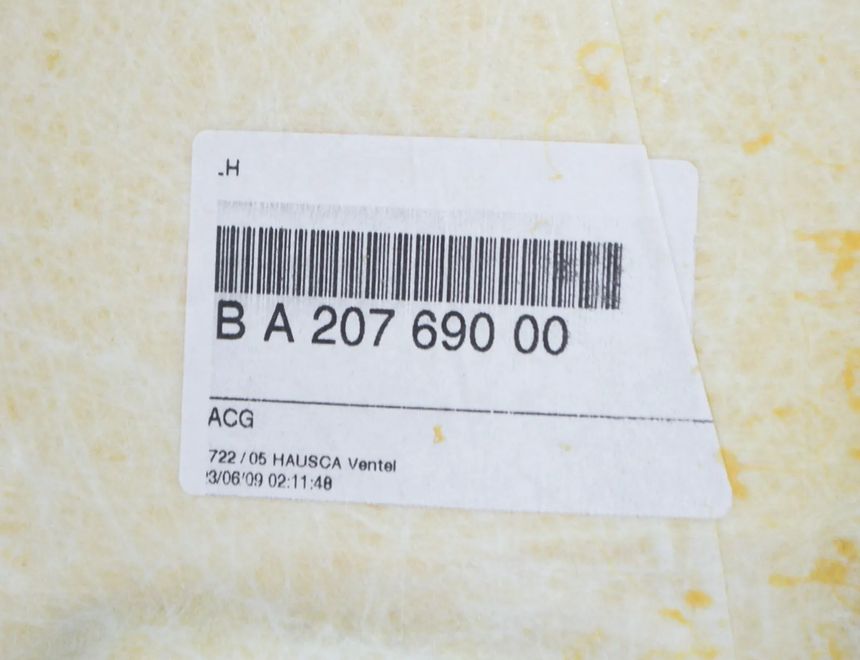 -H
B A 207 690 00
ACG
722 / 05 HAUSCA Ventel
3/06/09 02:11:48